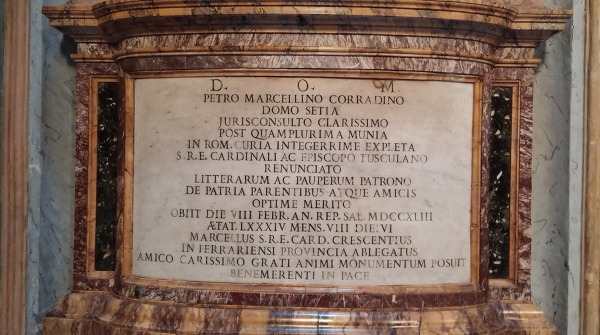 D. O. M.
PETRO MARCELLINO CORRADINO
DOMO SETIA
JURISCONSULTO CLARISSIMO
POST QUAMPLURIMA MUNIA
IN ROM. CURIA INTEGERRIME EXPLETA
S.R.E. CARDINALI AC EPISCOPO TUSCULANO
RENUNCIATO
LITTERARUM AC PAUPERUM PATRONO
DE PATRIA PARENTIBUS ATQUE AMICIS
OPTIME MERITO
OBIIT DIE VIII FEBR. AN. REP. SAL. MDCCXLIII
ÆTAT. LXXXIV MENS. VIII DIE. VI
MARCELLUS S.R.E. CARD. CRESCENTIUS
IN FERRARIENSI PROVINCIA ABLEGATUS
AMICO CARISSIMO GRATI ANIMI MONUMENTUM POSUIT
BENEMERENTI IN PACE